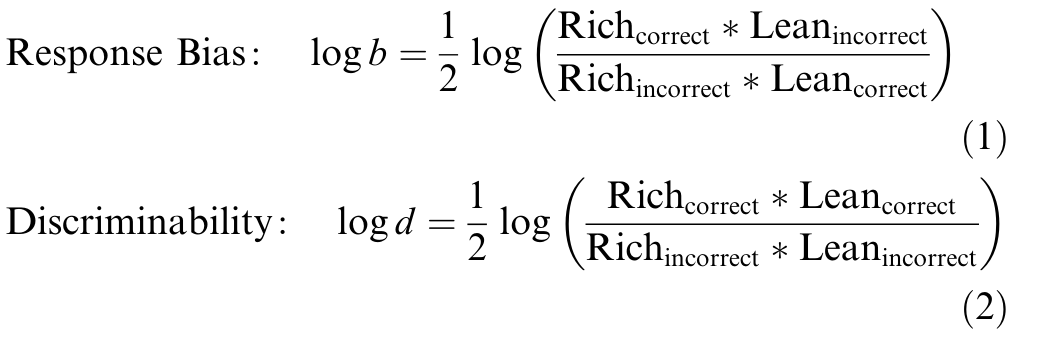 Response Bias: log b = 1/2 log (Rich_correct * Lean_incorrect / Rich_incorrect * Lean_correct)
(1)
Discriminability: log d = 1/2 log (Rich_correct * Lean_correct / Rich_incorrect * Lean_incorrect)
(2)